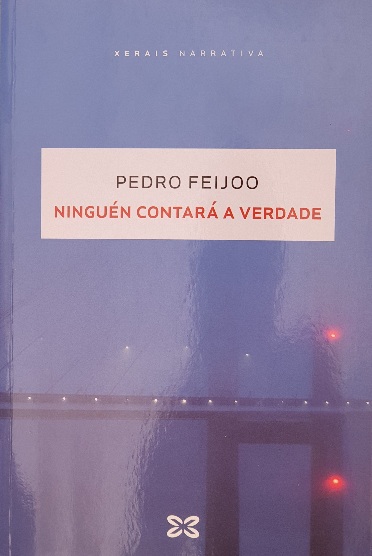 XERAIS NARRATIVA
PEDRO FEIJOO
NINGUÉN CONTARÁ A VERDADE